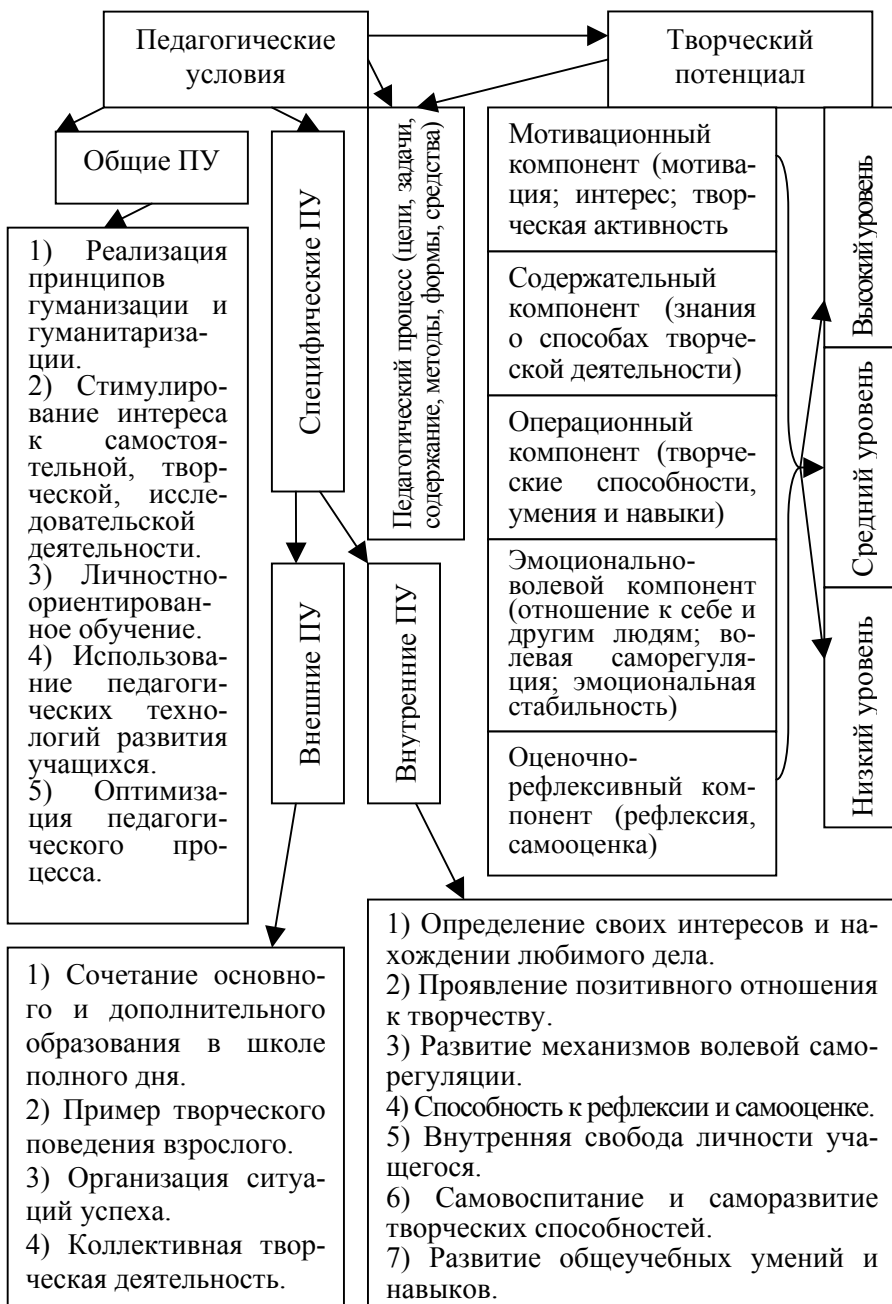 Педагогические
условия
Творческий
потенциал
Общие ПУ
Специфические ПУ
Педагогический процесс (цели, задачи,
содержание, методы, формы, средства)
1) Реализация
принципов
гуманизации и
гуманитариза-
ции.
2) Стимулиро-
вание интереса
к самостоя-
тельной, твор-
ческой, иссле-
довательской
деятельности.
3) Личностно-
ориентирован-
ное обучение.
4) Использова-
ние педагоги-
ческих техно-
логий развития
учащихся.
5) Оптимиза-
ция педагоги-
ческого про-
цесса.
Внешние ПУ
Внутренние ПУ
Мотивационный
компонент (мотива-
ция; интерес; твор-
ческая активность
Содержательный
компонент (знания
о способах творче-
ской деятельности)
Операционный
компонент (творче-
ские способности,
умения и навыки)
Эмоционально-
волевой компонент
(отношение к себе и
другим людям; во-
левая саморегуля-
ция; эмоциональная
стабильность)
Оценочно-
рефлексивный ком-
понент (рефлексия,
самооценка)
Высокий уровень
Средний уровень
Низкий уровень
1) Сочетание основно-
го и дополнительного
образования в школе
полного дня.
2) Пример творческого
поведения взрослого.
3) Организация ситуа-
ций успеха.
4) Коллективная твор-
ческая деятельность.
1) Определение своих интересов и на-
хождении любимого дела.
2) Проявление позитивного отношения
к творчеству.
3) Развитие механизмов волевой само-
регуляции.
4) Способность к рефлексии и самооценке.
5) Внутренняя свобода личности уча-
щегося.
6) Самовоспитание и саморазвитие
творческих способностей.
7) Развитие общеучебных умений и
навыков.